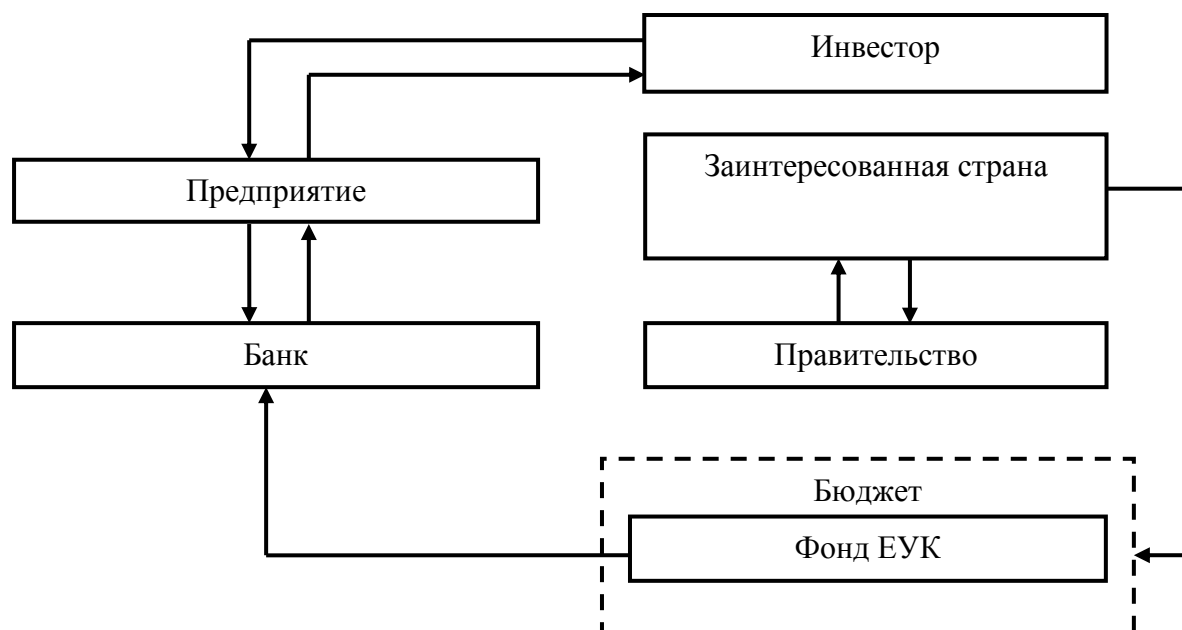 Инвестор
Заинтересованная страна
Предприятие
Банк
Правительство
Бюджет
Фонд ЕУК